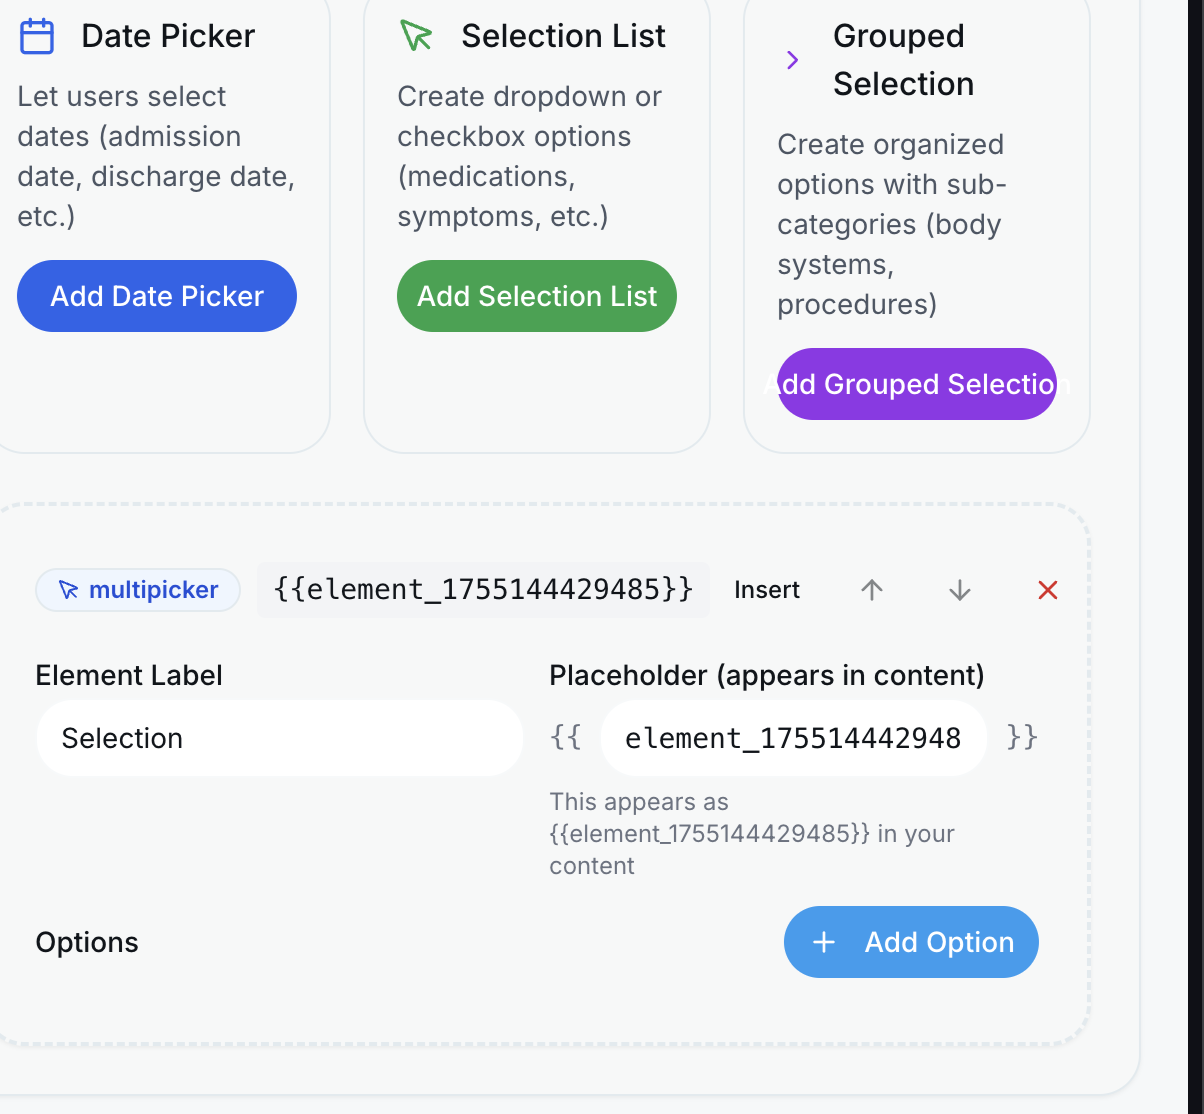 Date Picker
Let users select
dates (admission
date, discharge date,
etc.)
Add Date Picker
Selection List
Create dropdown or
checkbox options
(medications,
symptoms, etc.)
Add Selection List
Grouped
Selection
Create organized
options with sub-
categories (body
systems,
procedures)
Add Grouped Selection
multipicker
{{element_1755144429485}}
Insert
Element Label
Selection
Placeholder (appears in content)
{{ element_175514442948 }}
This appears as
{{element_1755144429485}} in your
content
Options
+ Add Option